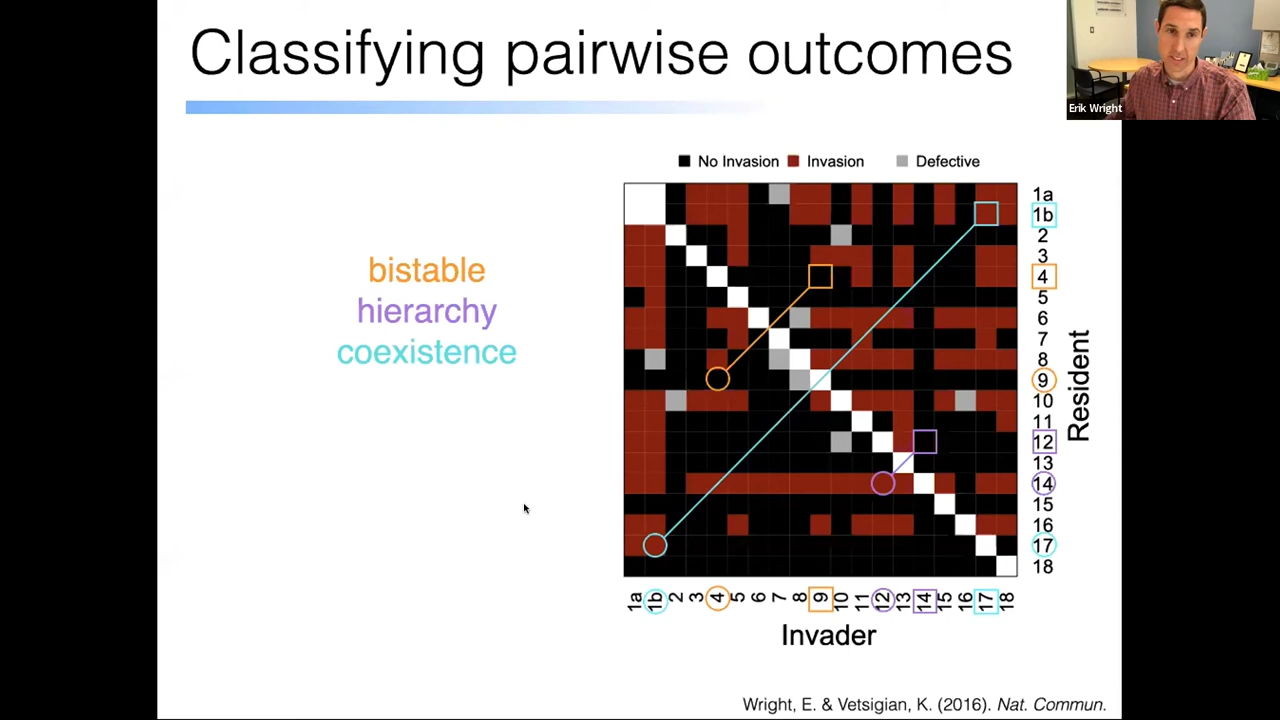 Classifying pairwise outcomes
Erik Wright
No Invasion Invasion Defective
bistable
hierarchy
coexistence
1a
1b
2
3
4
5
6
7
8
9
10
11
12
13
14
15
16
17
18
Resident
1a 1b 2 3 4 5 6 7 8 9 10 11 12 13 14 15 16 17 18
Invader
Wright, E. & Vetsigian, K. (2016). Nat. Commun.